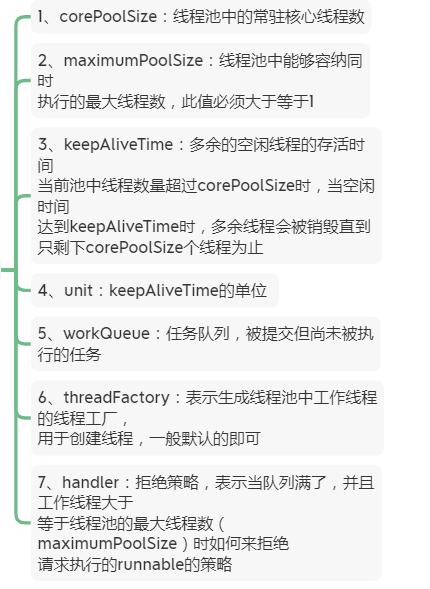 1、corePoolSize：线程池中的常驻核心线程数
2、maximumPoolSize：线程池中能够容纳同
时
执行的最大线程数，此值必须大于等于1
3、keepAliveTime：多余的空闲线程的存活时
间
当前池中线程数量超过corePoolSize时，当空闲
时间
达到keepAliveTime时，多余线程会被销毁直到
只剩下corePoolSize个线程为止
4、unit：keepAliveTime的单位
5、workQueue：任务队列，被提交但尚未被执
行的任务
6、threadFactory：表示生成线程池中工作线程
的线程工厂，
用于创建线程，一般默认的即可
7、handler：拒绝策略，表示当队列满了，并且
工作线程大于
等于线程池的最大线程数（
maximumPoolSize）时如何来拒绝
请求执行的runnable的策略